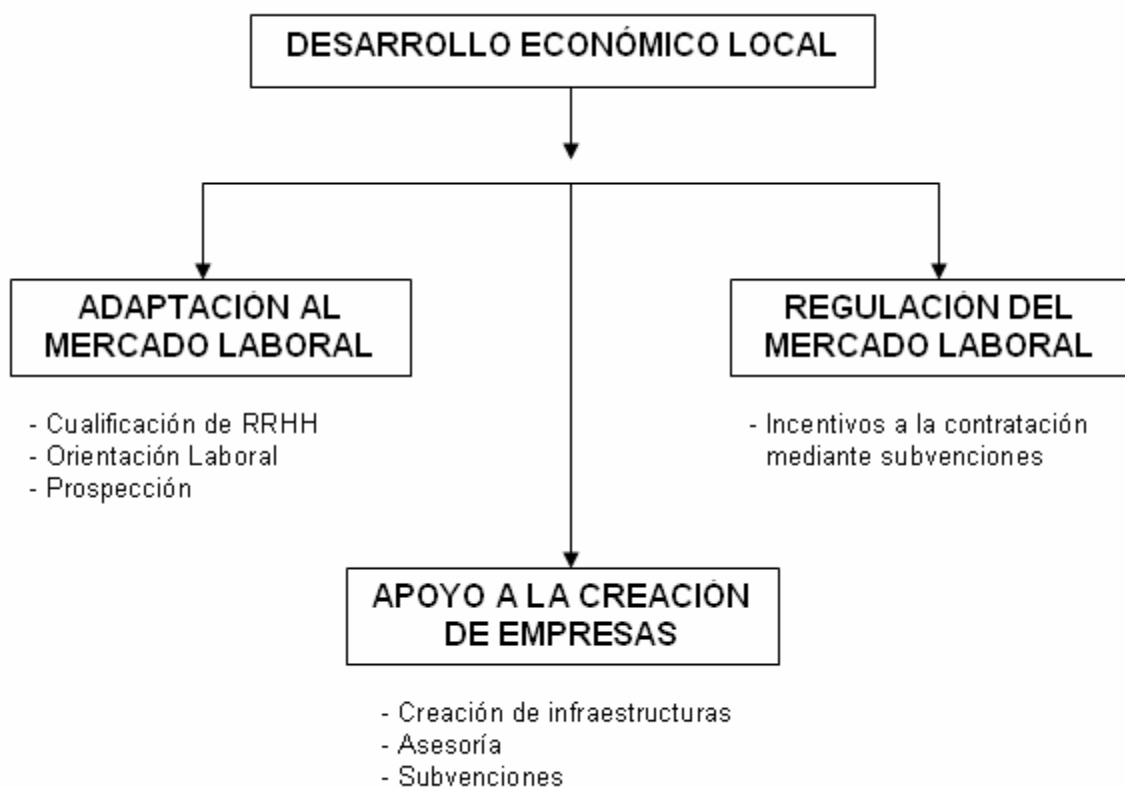 DESARROLLO ECONÓMICO LOCAL
ADAPTACIÓN AL
MERCADO LABORAL
- Cualificación de RRHH
- Orientación Laboral
- Prospección
REGULACIÓN DEL
MERCADO LABORAL
- Incentivos a la contratación
mediante subvenciones
APOYO A LA CREACIÓN
DE EMPRESAS
- Creación de infraestructuras
- Asesoría
- Subvenciones